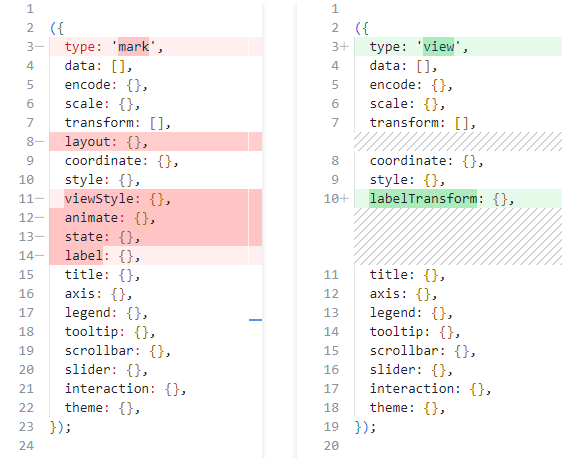 1
2 ({
3— type: 'mark',
4 data: [],
5 encode: {},
6 scale: {},
7 transform: [],
8— layout: {},
9 coordinate: {},
10 style: {},
11— viewStyle: {},
12— animate: {},
13— state: {},
14— label: {},
15 title: {},
16 axis: {},
17 legend: {},
18 tooltip: {},
19 scrollbar: {},
20 slider: {},
21 interaction: {},
22 theme: {},
23 });
24
1
2 ({
3+ type: 'view',
4 data: [],
5 encode: {},
6 scale: {},
7 transform: [],
8 coordinate: {},
9 style: {},
10+ labelTransform: {},
11 title: {},
12 axis: {},
13 legend: {},
14 tooltip: {},
15 scrollbar: {},
16 slider: {},
17 interaction: {},
18 theme: {},
19 });
20